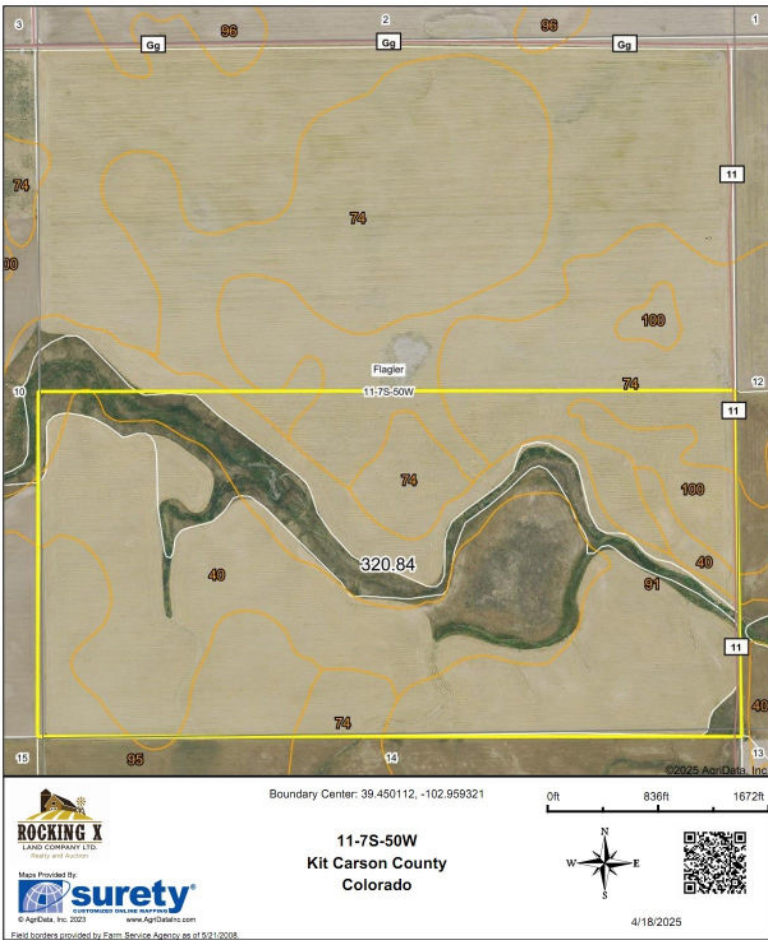 3
2
1
96
96
Gg
Gg
Gg
11
74
74
100
Flagler
10
11-7S-50W
74
12
11
74
100
320.84
40
40
91
11
74
40
15
95
14
13
©2025 AgriData, Inc.
ROCKING X
LAND COMPANY LTD.
Realty and Auction
Maps Provided By:
surety®
CUSTOMIZED ONLINE MAPPING
© AgriData, Inc. 2023 www.AgriDataInc.com
Field borders provided by Farm Service Agency as of 5/21/2008.
Boundary Center: 39.450112, -102.959321
11-7S-50W
Kit Carson County
Colorado
0ft 836ft 1672ft
N
W E
S
4/18/2025